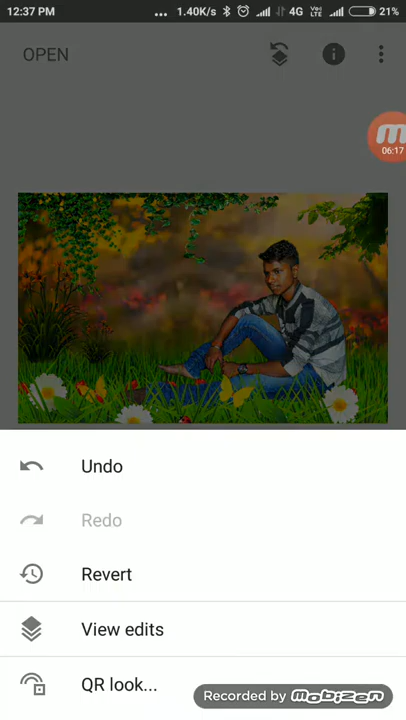 12:37 PM ... 1.40K/s 4G VoLTE 21%
OPEN
06:17
Undo
Redo
Revert
View edits
QR look...
Recorded by mobizen